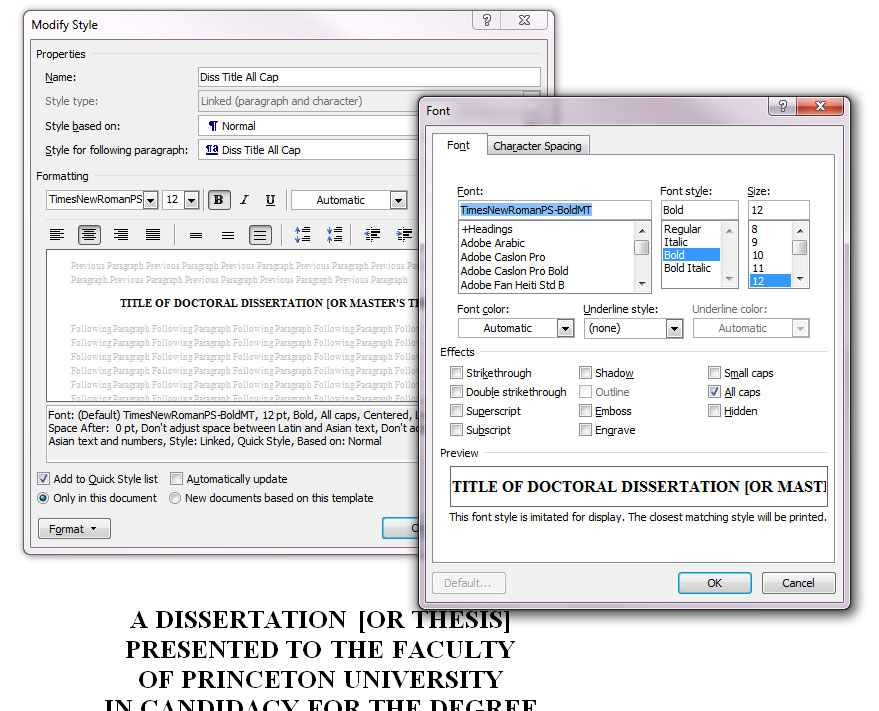 Modify Style
Properties
Name: Diss Title All Cap
Style type: Linked (paragraph and character)
Style based on: ¶ Normal
Style for following paragraph: ¶a Diss Title All Cap
Formatting
TimesNewRomanPS 12 B I U Automatic
Previous Paragraph Previous Paragraph Previous Paragraph Previous Paragraph Previous
Paragraph Previous Paragraph Previous Paragraph Previous Paragraph
TITLE OF DOCTORAL DISSERTATION [OR MASTER'S
Following Paragraph Following Paragraph Following Paragraph Following Paragraph
Following Paragraph Following Paragraph Following Paragraph Following Paragraph
Following Paragraph Following Paragraph Following Paragraph Following Paragraph
Following Paragraph Following Paragraph Following Paragraph Following Paragraph
Following Paragraph Following Paragraph Following Paragraph Following Paragraph
Following Paragraph Following Paragraph Following Paragraph Following Paragraph
Font: (Default) TimesNewRomanPS-BoldMT, 12 pt, Bold, All caps, Centered,
Space After: 0 pt, Don't adjust space between Latin and Asian text, Don't
Asian text and numbers, Style: Linked, Quick Style, Based on: Normal
Add to Quick Style list Automatically update
Only in this document New documents based on this template
Format
Font
Font Character Spacing
Font: Font style: Size:
TimesNewRomanPS-BoldMT Bold 12
+Headings Regular 8
Adobe Arabic Italic 9
Adobe Caslon Pro Bold 10
Adobe Caslon Pro Bold Bold Italic 11
Adobe Fan Heiti Std B 12
Font color: Underline style: Underline color:
Automatic (none) Automatic
Effects
Strikethrough Shadow Small caps
Double strikethrough Outline All caps
Superscript Emboss Hidden
Subscript Engrave
Preview
TITLE OF DOCTORAL DISSERTATION [OR MASTI
This font style is imitated for display. The closest matching style will be printed.
Default... OK Cancel
A DISSERTATION [OR THESIS]
PRESENTED TO THE FACULTY
OF PRINCETON UNIVERSITY
IN CANDIDACY FOR THE DEGREE